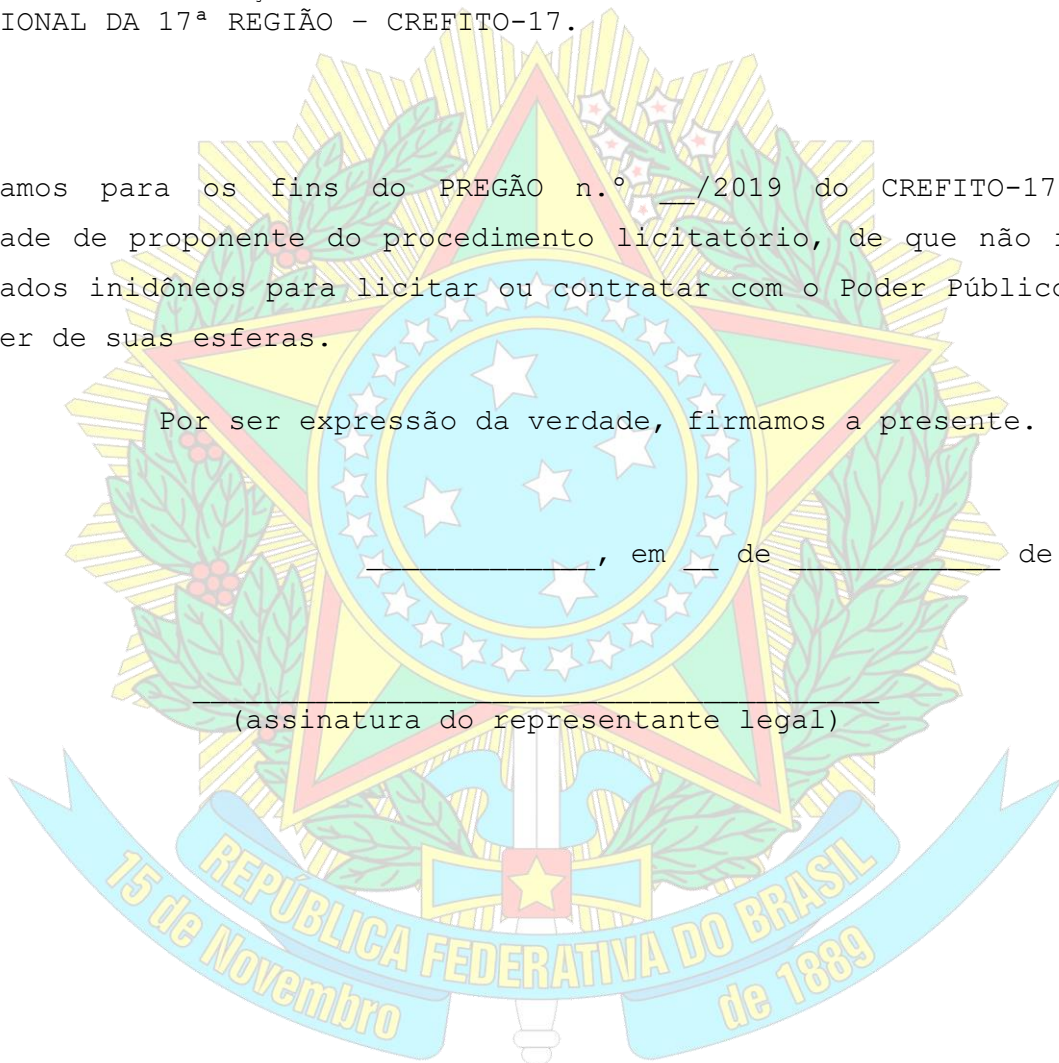 IONAL DA 17ª REGIÃO – CREFITO-17.
amos para os fins do PREGÃO n.º __/2019 do CREFITO-17
ade de proponente do procedimento licitatório, de que não
ados inidôneos para licitar ou contratar com o Poder Público
er de suas esferas.
Por ser expressão da verdade, firmamos a presente.
_____________, em __ de ____________ de
_______________________________________
(assinatura do representante legal)
REPÚBLICA FEDERATIVA DO BRASIL
15 de Novembro de 1889